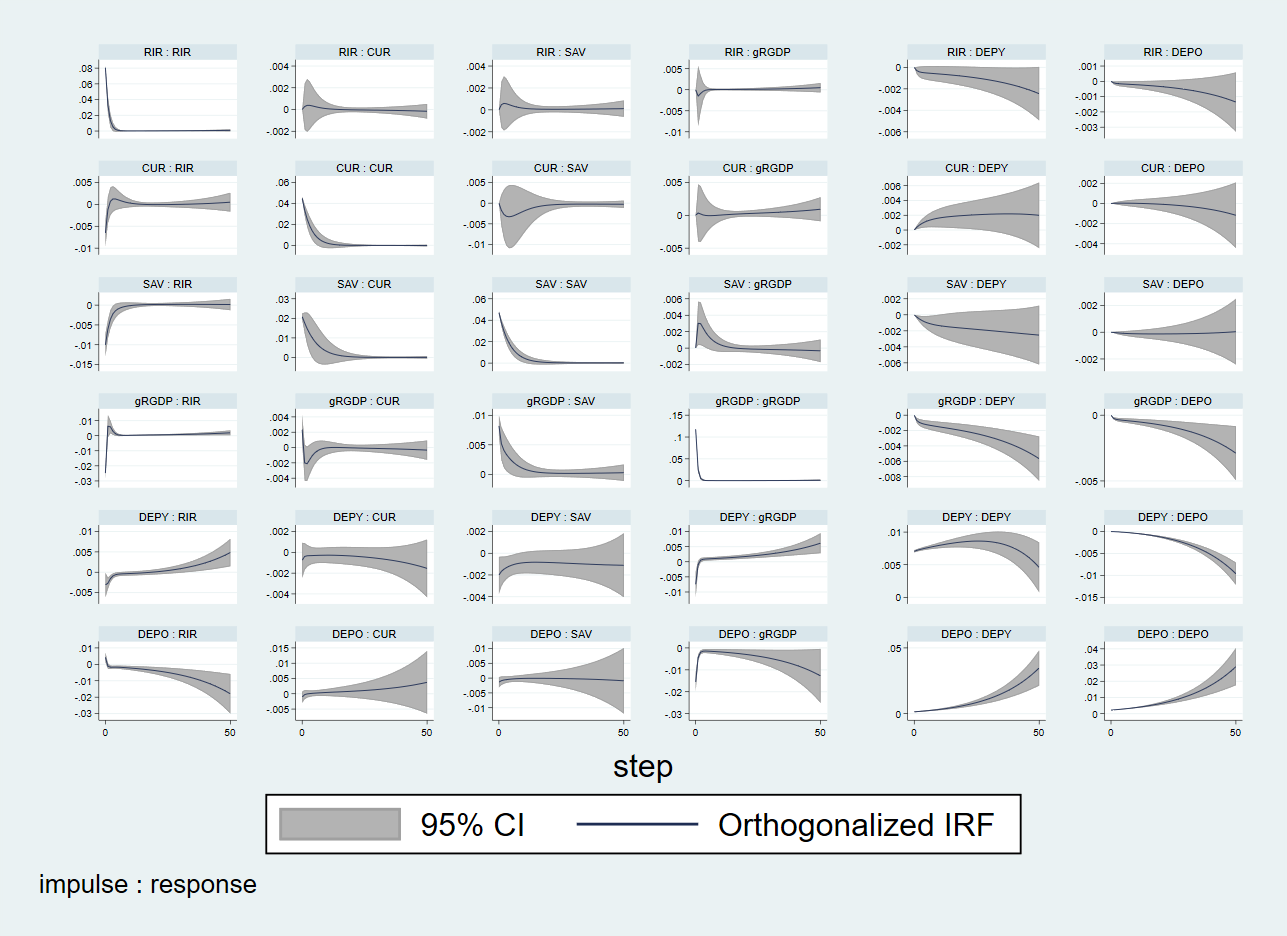 RIR : RIR RIR : CUR RIR : SAV RIR : gRGDP RIR : DEPY RIR : DEPO
.08 .06 .04 .02 0
.004 .002 0 -.002
.004 .002 0 -.002
.005 0 -.005 -.01
0 -.002 -.004 -.006
.001 0 -.001 -.002 -.003
CUR : RIR CUR : CUR CUR : SAV CUR : gRGDP CUR : DEPY CUR : DEPO
.005 0 -.005 -.01
.06 .04 .02 0
.005 0 -.005 -.01
.005 0 -.005
.006 .004 .002 0 -.002
.002 0 -.002 -.004
SAV : RIR SAV : CUR SAV : SAV SAV : gRGDP SAV : DEPY SAV : DEPO
0 -.005 -.01 -.015
.03 .02 .01 0
.06 .04 .02 0
.006 .004 .002 0 -.002
.002 0 -.002 -.004 -.006
.002 0 -.002
gRGDP : RIR gRGDP : CUR gRGDP : SAV gRGDP : gRGDP gRGDP : DEPY gRGDP : DEPO
.01 0 -.01 -.02 -.03
.004 .002 0 -.002 -.004
.01 .005 0
.15 .1 .05 0
0 -.002 -.004 -.006 -.008
0 -.005
DEPY : RIR DEPY : CUR DEPY : SAV DEPY : gRGDP DEPY : DEPY DEPY : DEPO
.01 .005 0 -.005
.002 0 -.002 -.004
.002 0 -.002 -.004
.01 .005 0 -.005 -.01
.01 .005 0
0 -.005 -.01 -.015
DEPO : RIR DEPO : CUR DEPO : SAV DEPO : gRGDP DEPO : DEPY DEPO : DEPO
.01 0 -.01 -.02 -.03
.015 .01 .005 0 -.005
.01 .005 0 -.005 -.01
0 -.01 -.02 -.03
.05 0
.04 .03 .02 .01 0
0 50 0 50 0 50 0 50 0 50 0 50
step
95% CI Orthogonalized IRF
impulse : response